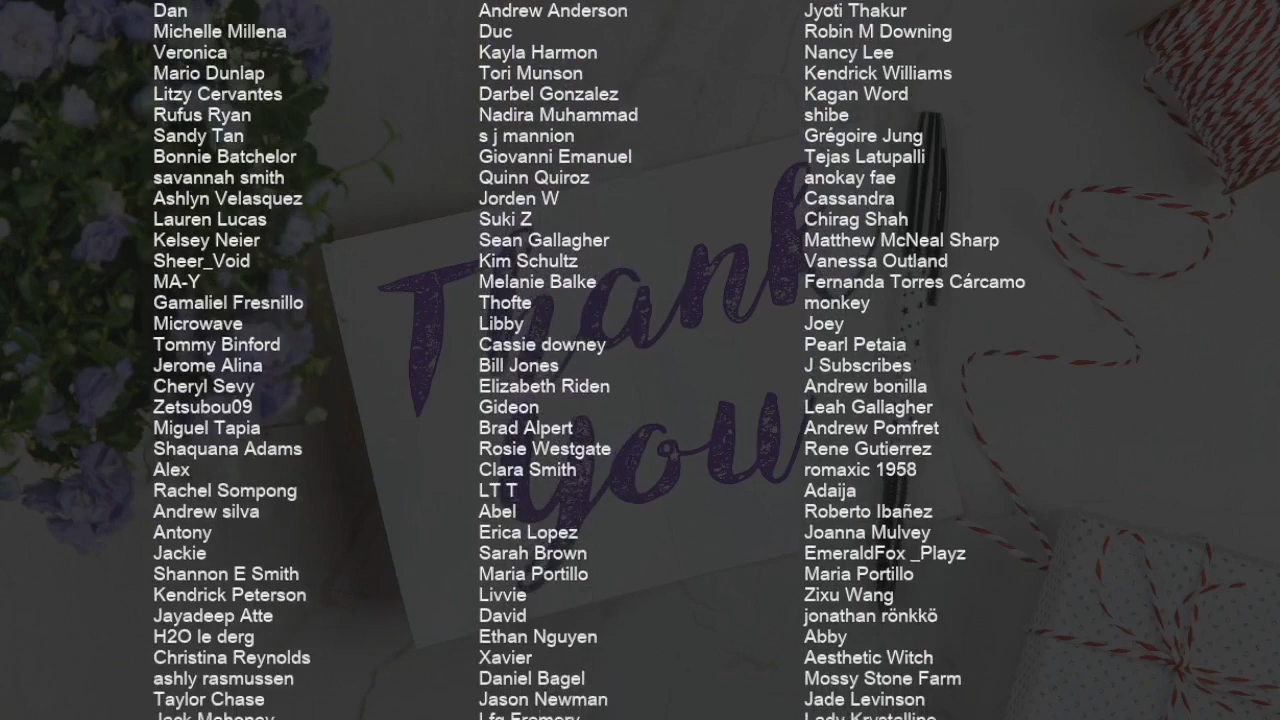 Dan
Michelle Millena
Veronica
Mario Dunlap
Litzy Cervantes
Rufus Ryan
Sandy Tan
Bonnie Batchelor
savannah smith
Ashlyn Velasquez
Lauren Lucas
Kelsey Neier
Sheer_Void
MA-Y
Gamaliel Fresnillo
Microwave
Tommy Binford
Jerome Alina
Cheryl Sevy
Zetsubou09
Miguel Tapia
Shaquana Adams
Alex
Rachel Sompong
Andrew silva
Antony
Jackie
Shannon E Smith
Kendrick Peterson
Jayadeep Atte
H2O le derg
Christina Reynolds
ashly rasmussen
Taylor Chase
Jack Mahoney
Andrew Anderson
Duc
Kayla Harmon
Tori Munson
Darbel Gonzalez
Nadira Muhammad
s j mannion
Giovanni Emanuel
Quinn Quiroz
Jorden W
Suki Z
Sean Gallagher
Kim Schultz
Melanie Balke
Thofte
Libby
Cassie downey
Bill Jones
Elizabeth Riden
Gideon
Brad Alpert
Rosie Westgate
Clara Smith
LT T
Abel
Erica Lopez
Sarah Brown
Maria Portillo
Livvie
David
Ethan Nguyen
Xavier
Daniel Bagel
Jason Newman
Jyoti Thakur
Robin M Downing
Nancy Lee
Kendrick Williams
Kagan Word
shibe
Grégoire Jung
Tejas Latupalli
anokay fae
Cassandra
Chirag Shah
Matthew McNeal Sharp
Vanessa Outland
Fernanda Torres Cárcamo
monkey
Joey
Pearl Petaia
J Subscribes
Andrew bonilla
Leah Gallagher
Andrew Pomfret
Rene Gutierrez
romaxic 1958
Adaija
Roberto Ibañez
Joanna Mulvey
EmeraldFox _Playz
Maria Portillo
Zixu Wang
jonathan rönkkö
Abby
Aesthetic Witch
Mossy Stone Farm
Jade Levinson
Lady Krystalline
Thank
you